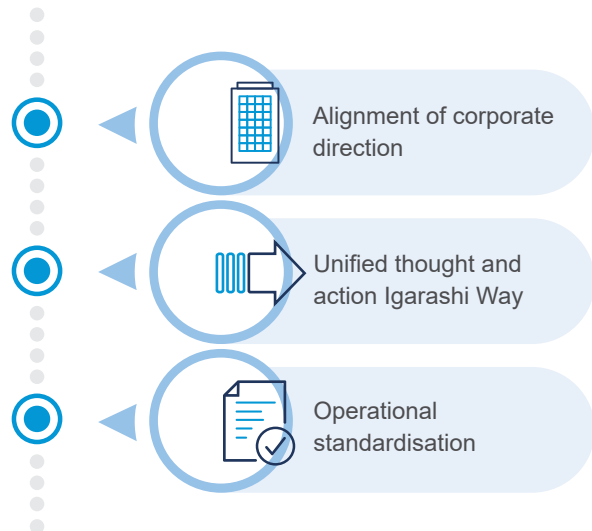 Alignment of corporate
direction
Unified thought and
action Igarashi Way
Operational
standardisation